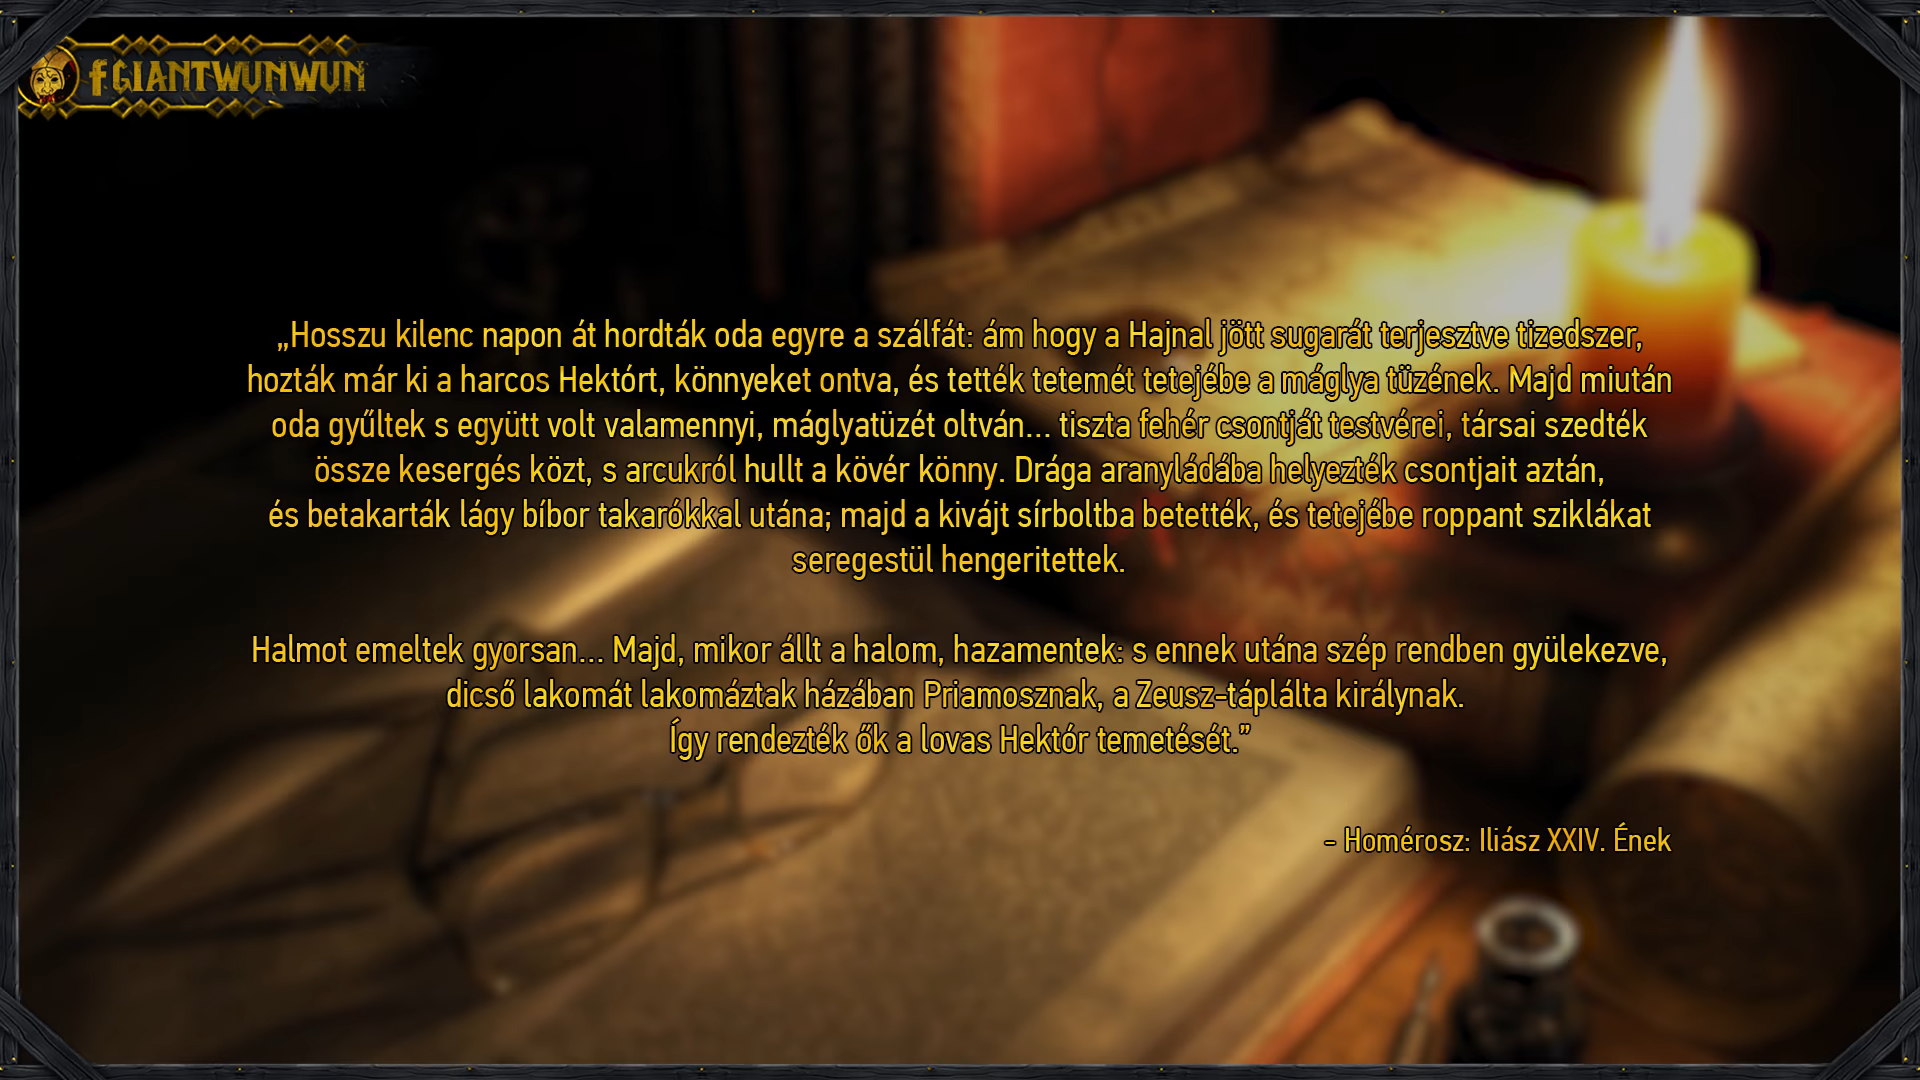 fGIANTWUNWUN
„Hosszu kilenc napon át hordták oda egyre a szálfát: ám hogy a Hajnal jött sugarát terjesztve tizedszer,
hozták már ki a harcos Hektórt, könnyeket ontva, és tették tetemét tetejébe a máglya tüzének. Majd miután
oda gyűltek s együtt volt valamennyi, máglyatüzét oltván... tiszta fehér csontját testvérei, társai szedték
össze kesergés közt, s arcukról hullt a kövér könny. Drága aranyládába helyezték csontjait aztán,
és betakarták lágy bíbor takarókkal utána; majd a kivájt sírboltba betették, és tetejébe roppant sziklákat
seregestül hengeritettek.
Halmot emeltek gyorsan... Majd, mikor állt a halom, hazamentek: s ennek utána szép rendben gyülekezve,
dicső lakomát lakomáztak házában Priamosznak, a Zeusz-táplálta királynak.
Így rendezték ők a lovas Hektór temetését.”
- Homérosz: Iliász XXIV. Ének